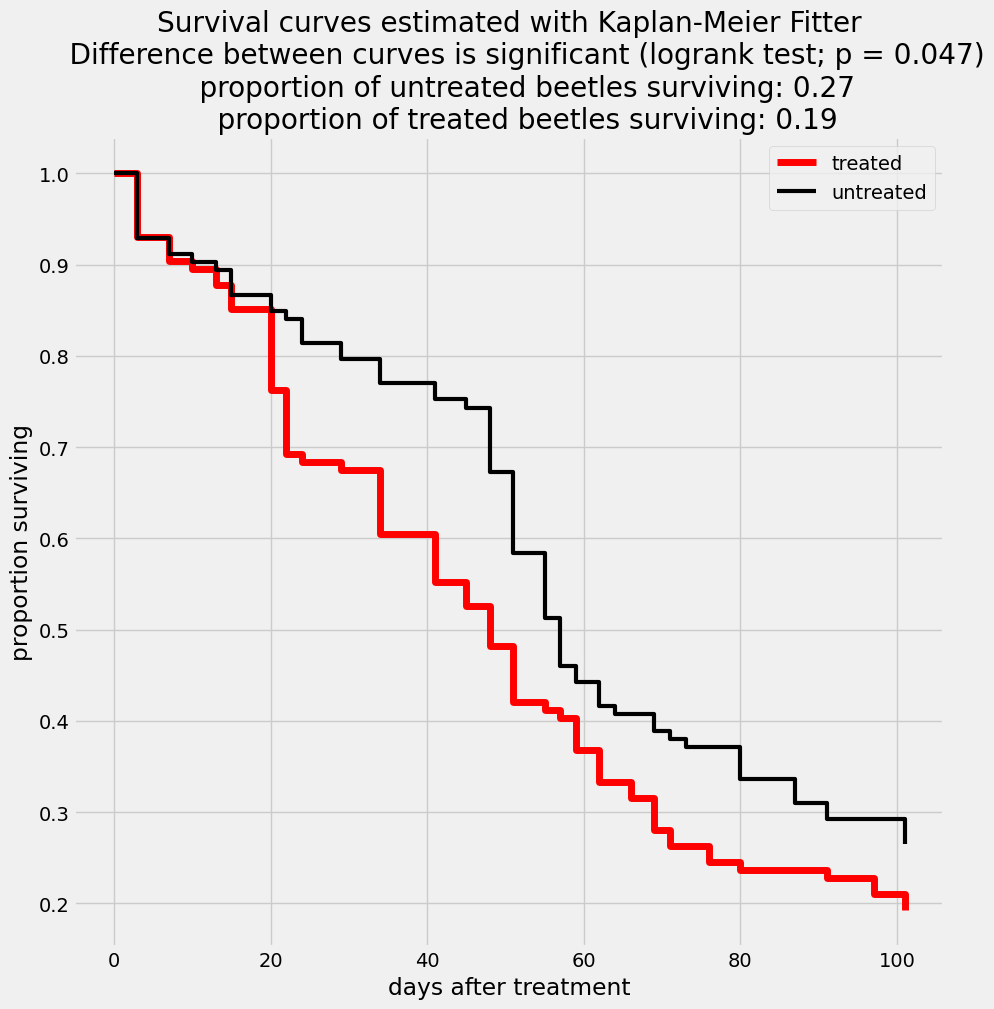 Survival curves estimated with Kaplan-Meier Fitter
Difference between curves is significant (logrank test; p = 0.047)
proportion of untreated beetles surviving: 0.27
proportion of treated beetles surviving: 0.19
treated
untreated
1.0
0.9
0.8
0.7
0.6
0.5
0.4
0.3
0.2
proportion surviving
0 20 40 60 80 100
days after treatment